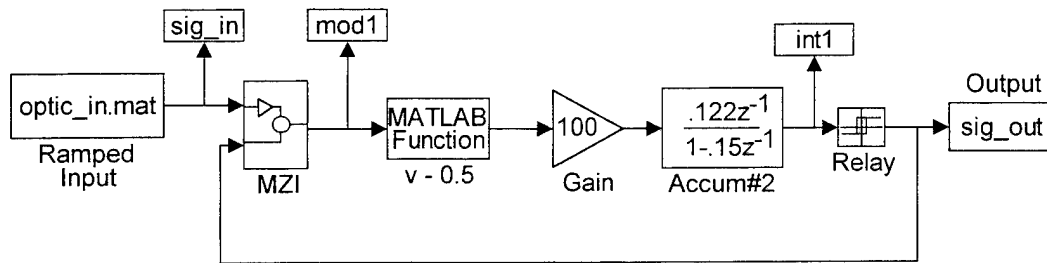 sig_in
mod1
int1
Output
optic_in.mat
MATLAB
Function
100
.122z-1
1-.15z-1
sig_out
Ramped
Input
MZI
v - 0.5
Gain
Accum#2
Relay